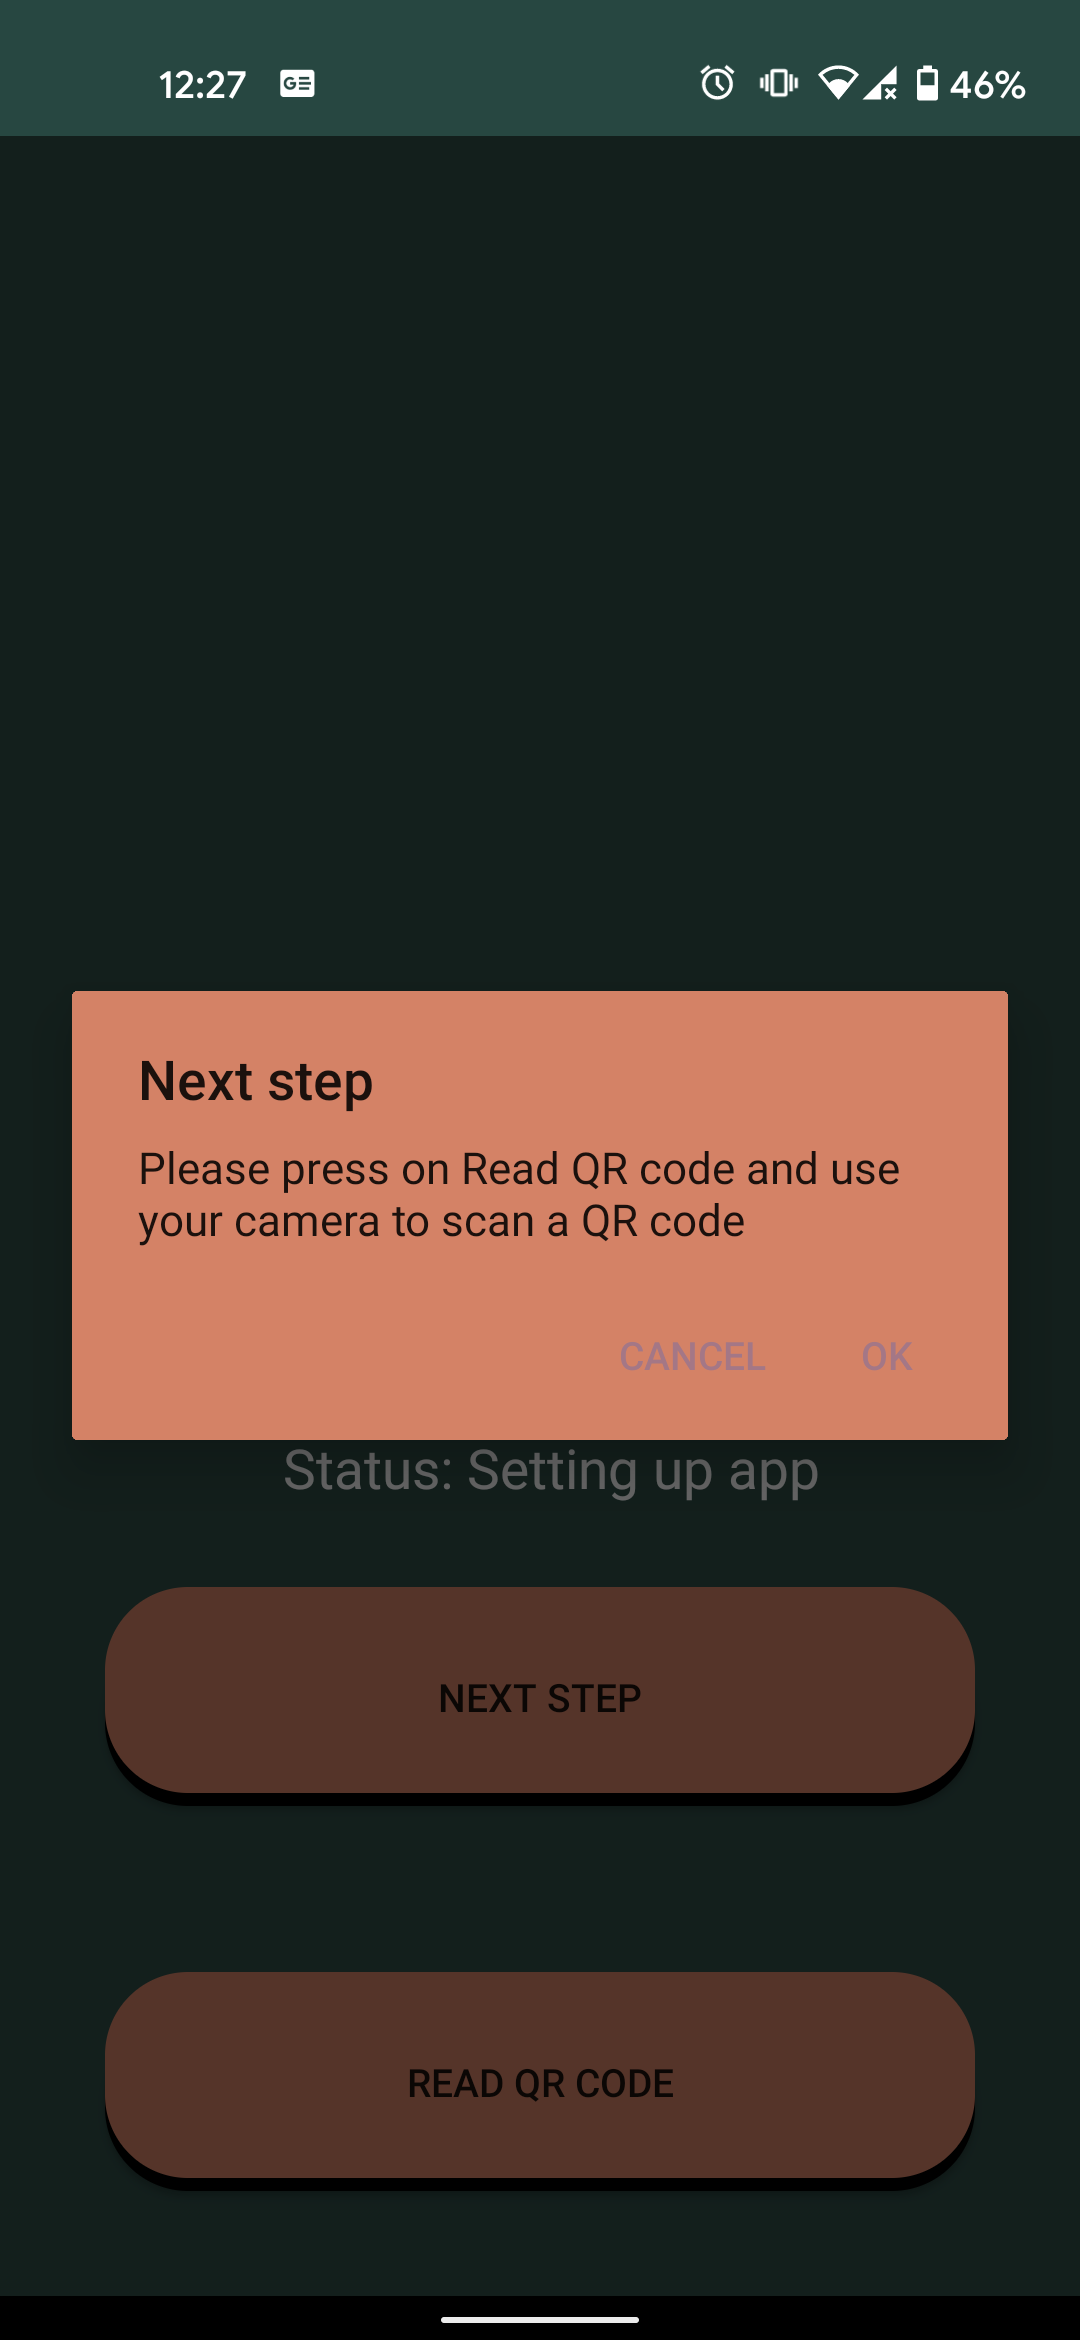 12:27
46%
Next step
Please press on Read QR code and use
your camera to scan a QR code
CANCEL OK
Status: Setting up app
NEXT STEP
READ QR CODE